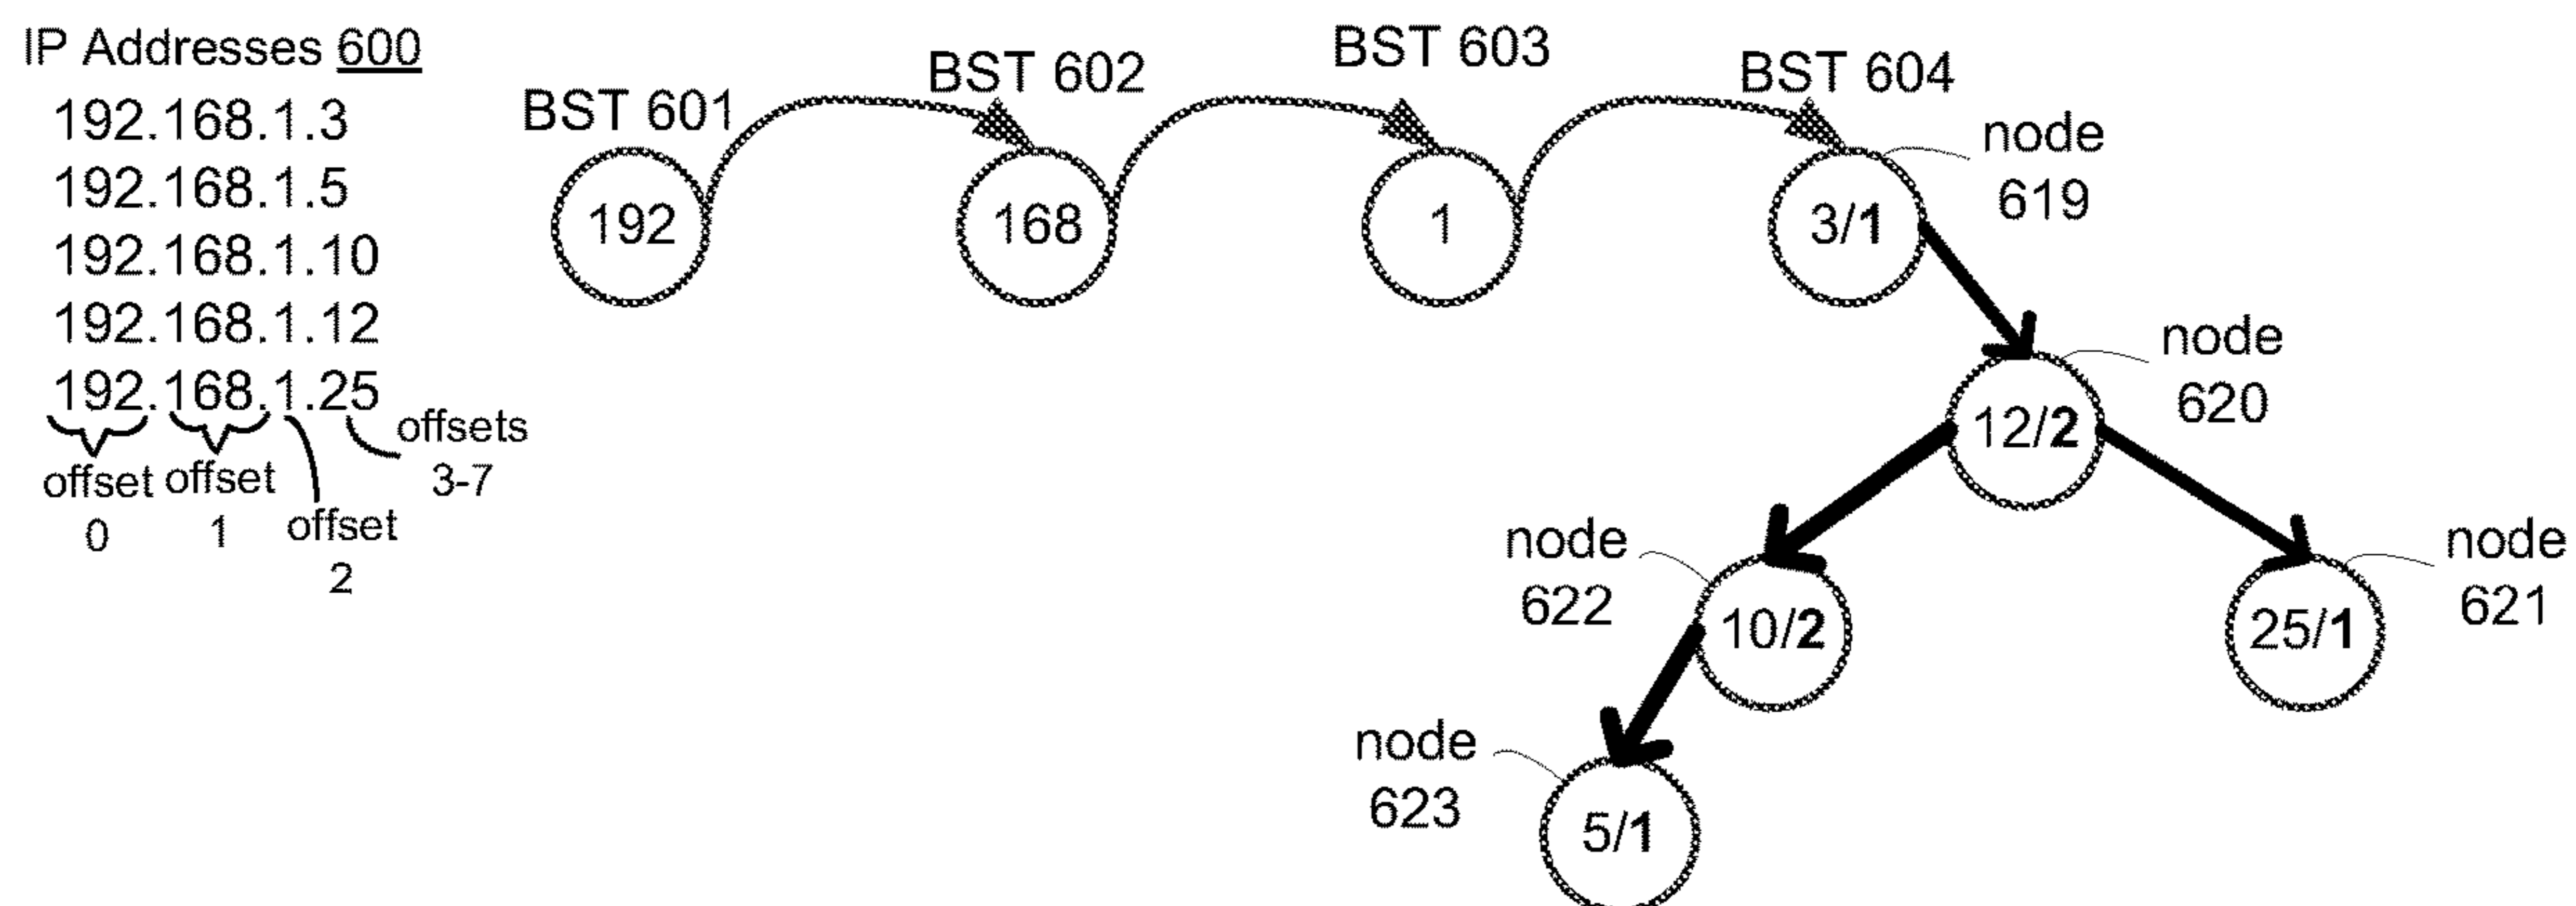 IP Addresses 600
192.168.1.3
192.168.1.5
192.168.1.10
192.168.1.12
192.168.1.25
offset
0
offset
1
offset
2
offsets
3-7
BST 601
BST 602
BST 603
BST 604
192
168
1
3/1
node
619
12/2
node
620
10/2
node
622
25/1
node
621
5/1
node
623